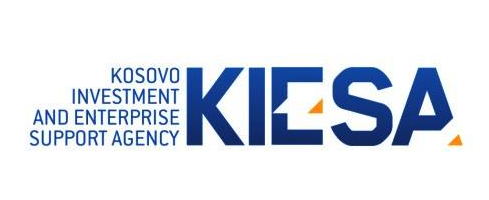 KOSOVO
INVESTMENT
AND ENTERPRISE
SUPPORT AGENCY
KIESA